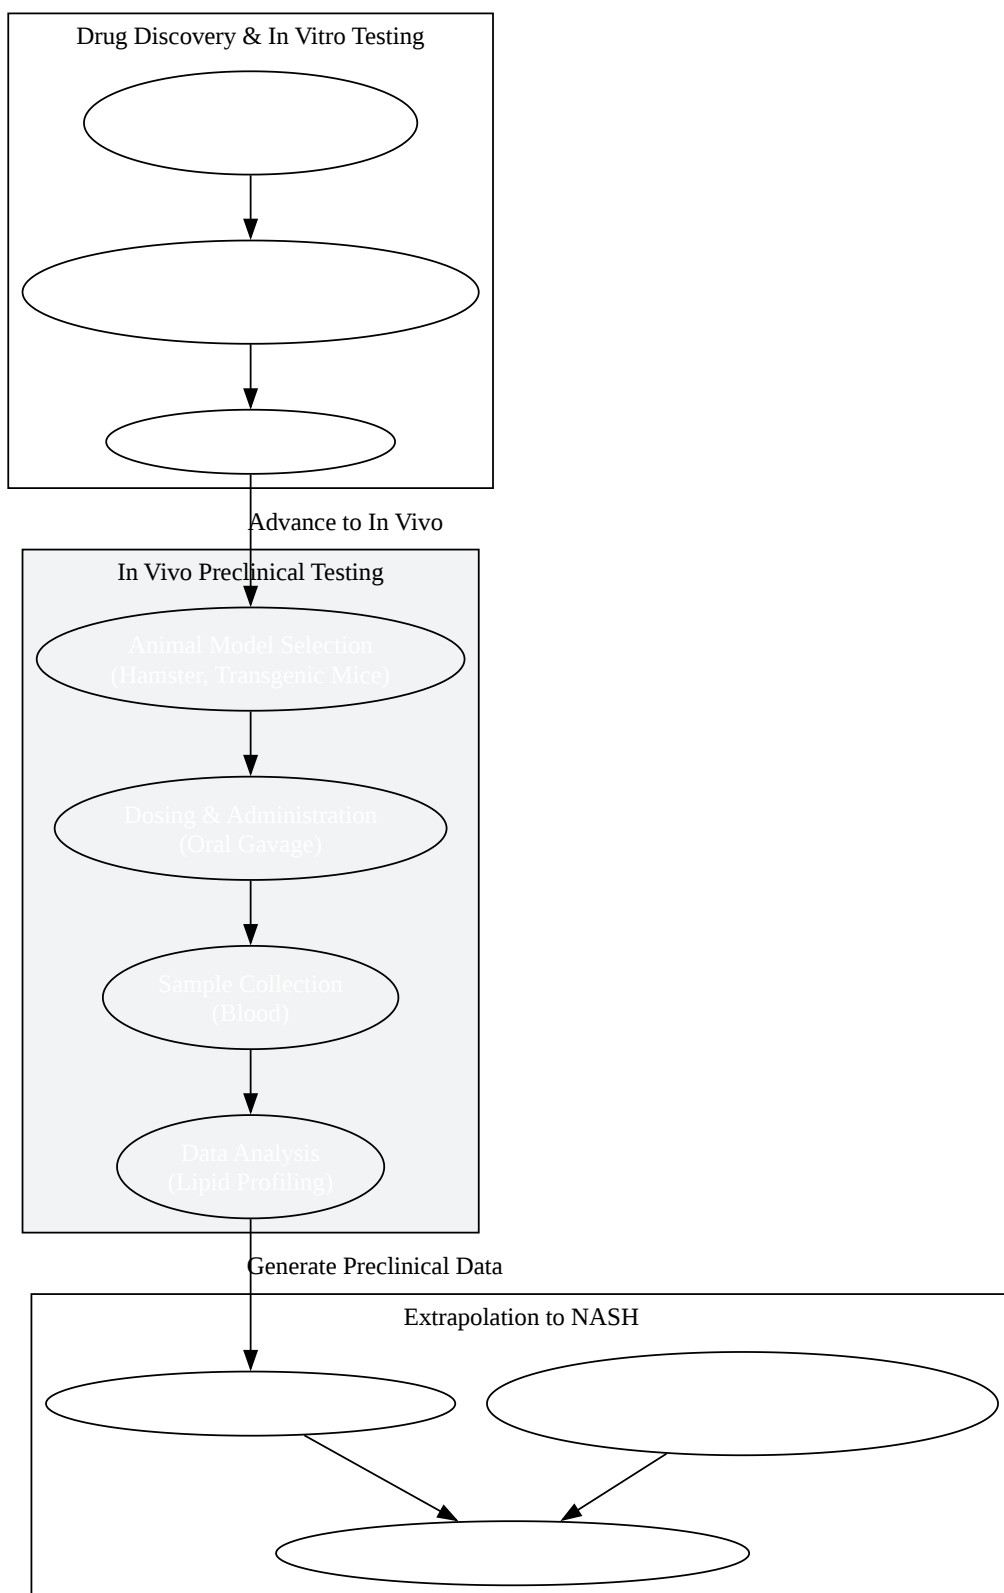 Drug Discovery & In Vitro Testing
Advance to In Vivo
In Vivo Preclinical Testing
Animal Model Selection
(Hamster, Transgenic Mice)
Dosing & Administration
(Oral Gavage)
Sample Collection
(Blood)
Data Analysis
(Lipid Profiling)
Generate Preclinical Data
Extrapolation to NASH